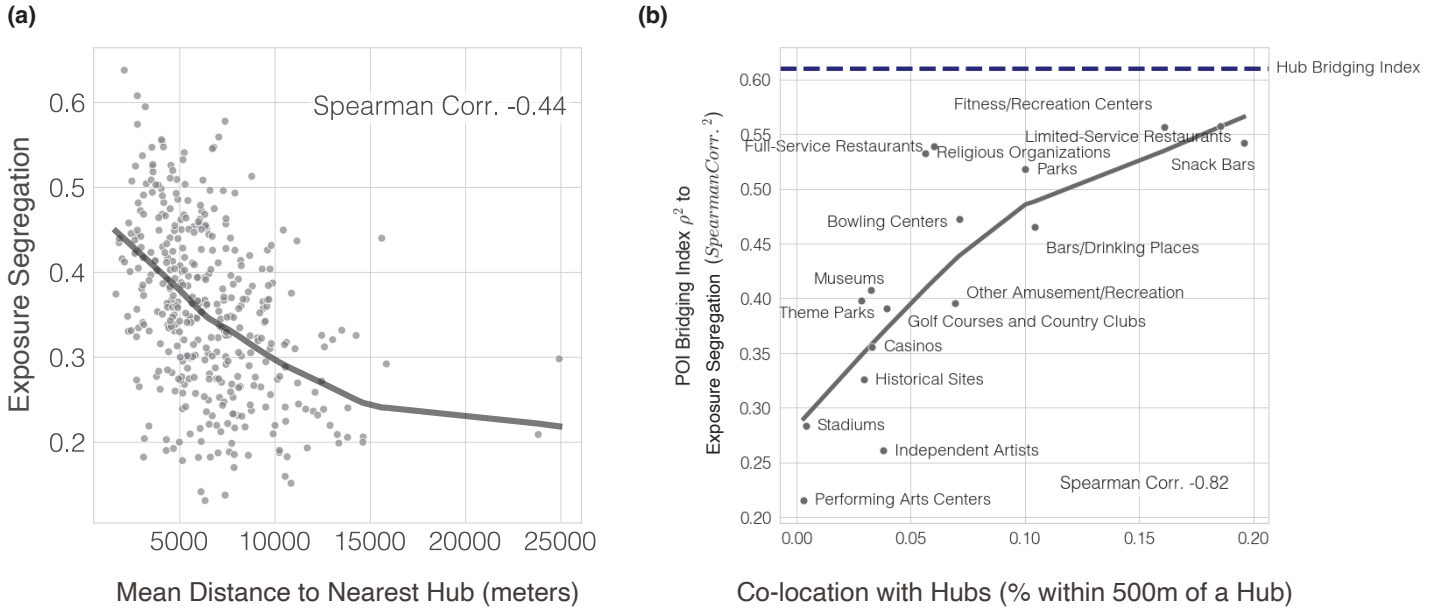 (a)
Exposure Segregation
0.6
0.5
0.4
0.3
0.2
Spearman Corr. -0.44
5000
10000
15000
20000
25000
Mean Distance to Nearest Hub (meters)
(b)
POI Bridging Index ρ² to
Exposure Segregation (SpearmanCorr. ²)
0.60
0.55
0.50
0.45
0.40
0.35
0.30
0.25
0.20
Hub Bridging Index
Fitness/Recreation Centers
Limited-Service Restaurants
Full-Service Restaurants
Religious Organizations
Snack Bars
Parks
Bowling Centers
Bars/Drinking Places
Museums
Other Amusement/Recreation
Theme Parks
Golf Courses and Country Clubs
Casinos
Historical Sites
Stadiums
Independent Artists
Spearman Corr. -0.82
Performing Arts Centers
0.00
0.05
0.10
0.15
0.20
Co-location with Hubs (% within 500m of a Hub)